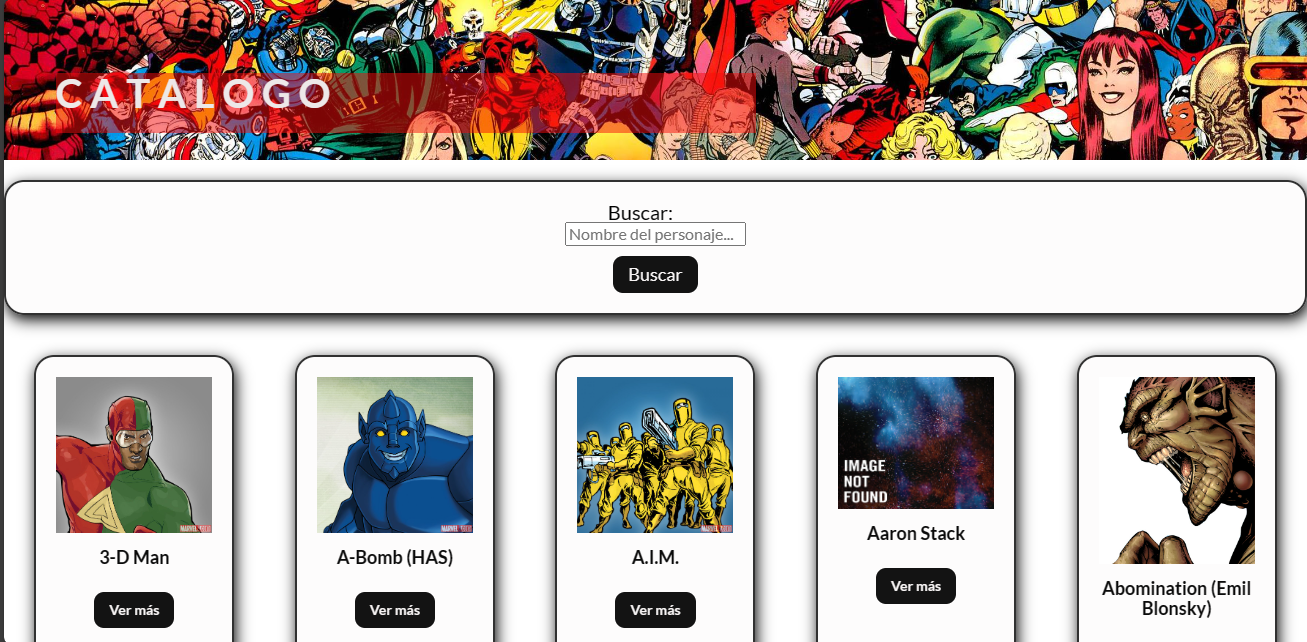 CATALOGO
Buscar:
Nombre del personaje...
Buscar
IMAGE
NOT
FOUND
3-D Man
A-Bomb (HAS)
A.I.M.
Aaron Stack
Abomination (Emil
Blonsky)
Ver más
Ver más
Ver más
Ver más